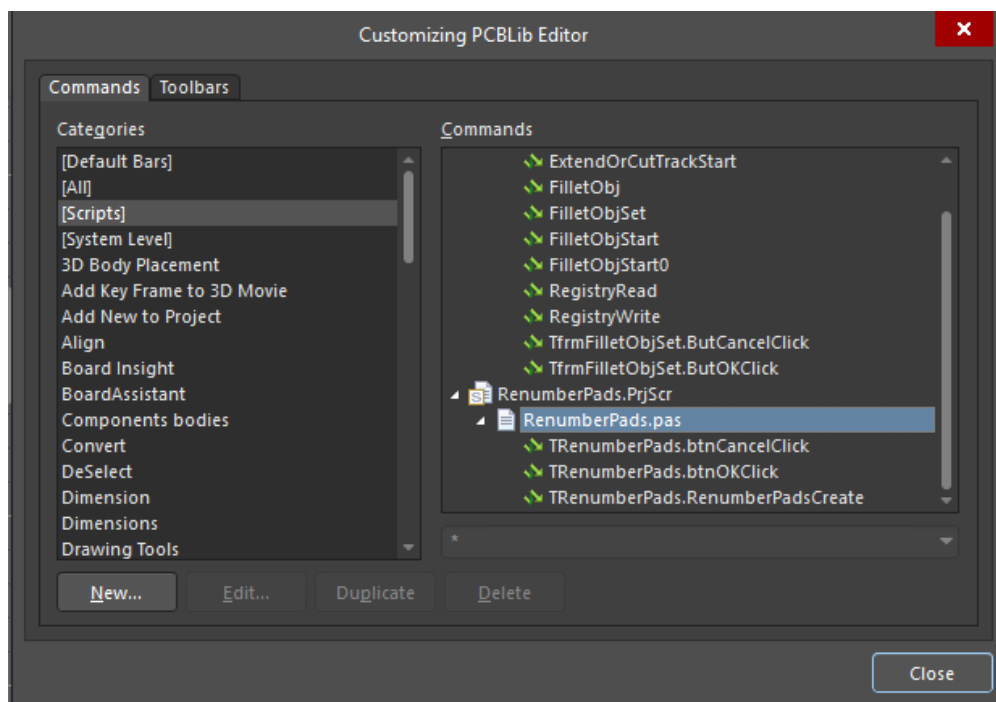 Customizing PCBLib Editor
Commands Toolbars
Categories
[Default Bars]
[All]
[Scripts]
[System Level]
3D Body Placement
Add Key Frame to 3D Movie
Add New to Project
Align
Board Insight
BoardAssistant
Components bodies
Convert
DeSelect
Dimension
Dimensions
Drawing Tools
Commands
ExtendOrCutTrackStart
FilletObj
FilletObjSet
FilletObjStart
FilletObjStart0
RegistryRead
RegistryWrite
TfrmFilletObjSet.ButCancelClick
TfrmFilletObjSet.ButOKClick
RenumberPads.PrjScr
RenumberPads.pas
TRenumberPads.btnCancelClick
TRenumberPads.btnOKClick
TRenumberPads.RenumberPadsCreate
*
New... Edit... Duplicate Delete
Close